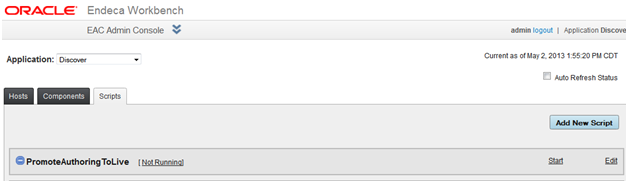 ORACLE® Endeca Workbench
EAC Admin Console
admin logout | Application Discove
Application: Discover
Current as of May 2, 2013 1:55:20 PM CDT
Auto Refresh Status
Hosts Components Scripts
Add New Script
PromoteAuthoringToLive [ Not Running] Start Edit